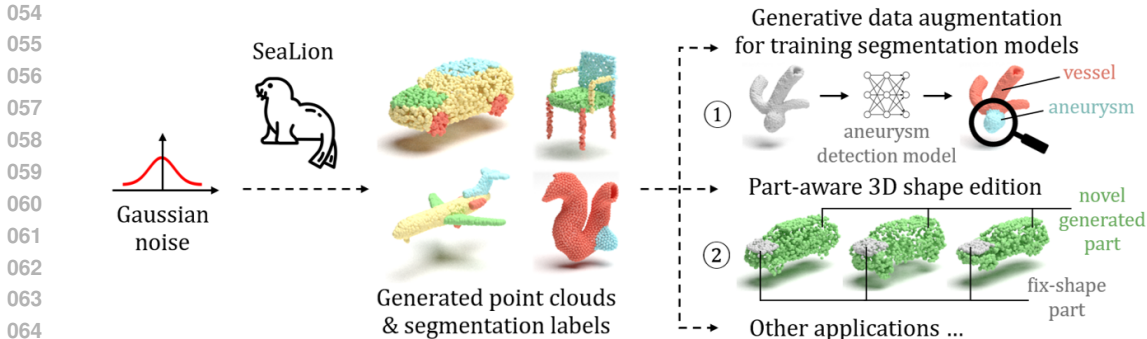 054
055
056
057
058
059
060
061
062
063
064
SeaLion
Gaussian
noise
Generated point clouds
& segmentation labels
Generative data augmentation
for training segmentation models
①
aneurysm
detection model
vessel
aneurysm
Part-aware 3D shape edition
②
novel
generated
part
fix-shape
part
Other applications ...